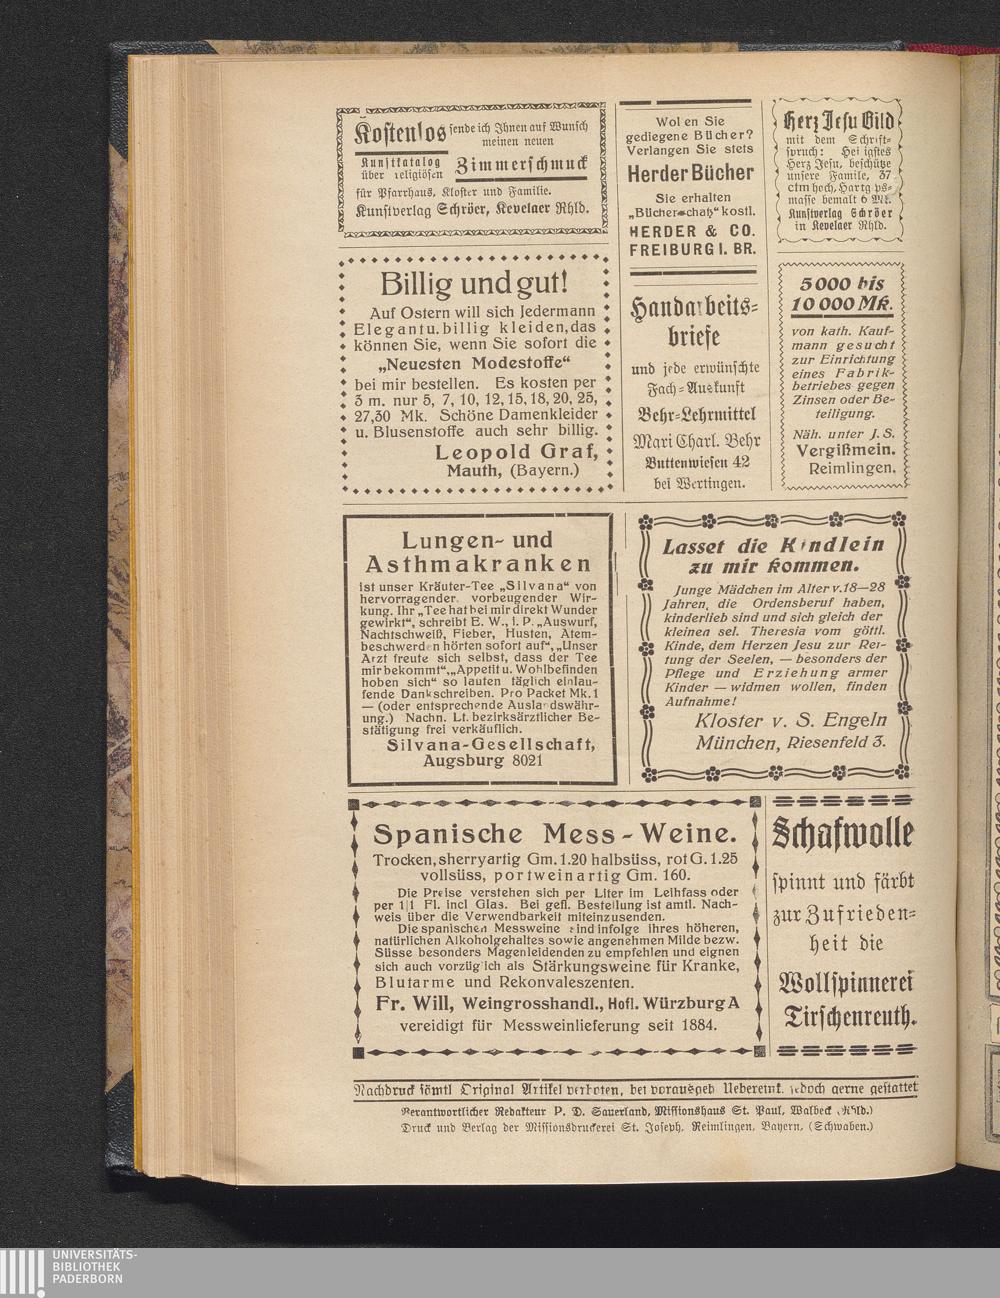 Kostenlos sende ich Ihnen auf Wunsch
meinen neuen
Kunstkatalog
über religiösen
Zimmerschmuck
für Pfarrhaus, Kloster und Familie.
Kunstverlag Schröer, Kevelaer Rhld.
Wol en Sie
gediegene Bücher?
Verlangen Sie stets
Herder Bücher
Sie erhalten
„Bücherschatz" kostl.
HERDER & CO.
FREIBURG I. BR.
Herz Jesu Bild
mit dem Schrift=
spruch: Hei igstes
Herz Jesu, beschütze
unsere Familie, 37
ctm hoch, Hartg ps=
masse bemalt 6 Mk.
Kunstverlag Schröer
in Kevelaer Rhld.
Billig und gut!
Auf Ostern will sich Jedermann
Elegant u. billig kleiden, das
können Sie, wenn Sie sofort die
„Neuesten Modestoffe"
bei mir bestellen. Es kosten per
3 m. nur 5, 7, 10, 12, 15, 18, 20, 25,
27,30 Mk. Schöne Damenkleider
u. Blusenstoffe auch sehr billig.
Leopold Graf,
Mauth, (Bayern.)
Handarbeits=
briefe
und jede erwünschte
Fach=Auskunft
Behr=Lehrmittel
Mari Charl. Behr
Buttenwiesen 42
bei Wertingen.
5000 bis
10000 Mk.
von kath. Kauf-
mann gesucht
zur Einrichtung
eines Fabrik-
betriebes gegen
Zinsen oder Be-
teiligung.
Näh. unter J. S.
Vergißmein.
Reimlingen.
Lungen- und
Asthmakranken
ist unser Kräuter-Tee „Silvana" von
hervorragender, vorbeugender Wir-
kung. Ihr „Tee hat bei mir direkt Wunder
gewirkt", schreibt E. W., i. P. „Auswurf,
Nachtschweiß, Fieber, Husten, Atem-
beschwerden hörten sofort auf", „Unser
Arzt freute sich selbst, dass der Tee
mir bekommt", „Appetit u. Wohlbefinden
hoben sich" so lauten täglich einlau-
fende Dankschreiben. Pro Packet Mk. 1
— (oder entsprechende Auslandswähr-
ung.) Nachn. Lt. bezirksärztlicher Be-
stätigung frei verkäuflich.
Silvana-Gesellschaft,
Augsburg 8021
Lasset die Kindlein
zu mir kommen.
Junge Mädchen im Alter v. 18—28
Jahren, die Ordensberuf haben,
kinderlieb sind und sich gleich der
kleinen sel. Theresia vom göttl.
Kinde, dem Herzen Jesu zur Ret-
tung der Seelen, — besonders der
Pflege und Erziehung armer
Kinder — widmen wollen, finden
Aufnahme!
Kloster v. S. Engeln
München, Riesenfeld 3.
Spanische Mess-Weine.
Trocken, sherryartig Gm. 1.20 halbsüss, rot G. 1.25
vollsüss, portweinartig Gm. 160.
Die Preise verstehen sich per Liter im Leihfass oder
per 1|1 Fl. incl Glas. Bei gefl. Bestellung ist amtl. Nach-
weis über die Verwendbarkeit miteinzusenden.
Die spanischen Messweine sind infolge ihres höheren,
natürlichen Alkoholgehaltes sowie angenehmen Milde bezw.
Süsse besonders Magenleidenden zu empfehlen und eignen
sich auch vorzüglich als Stärkungsweine für Kranke,
Blutarme und Rekonvaleszenten.
Fr. Will, Weingrosshandl., Hofl. Würzburg A
vereidigt für Messweinlieferung seit 1884.
Schafwolle
spinnt und färbt
zur Zufrieden=
heit die
Wollspinnerei
Tirschenreuth.
Nachdruck sämtl Original Artikel verboten, bei vorausgeb Uebereink. jedoch gerne gestattet
Verantwortlicher Redakteur P. D. Sauerland, Missionshaus St. Paul, Walbeck (Rhld.)
Druck und Verlag der Missionsdruckerei St. Joseph, Reimlingen, Bayern, (Schwaben.)
UNIVERSITÄTS-
BIBLIOTHEK
PADERBORN